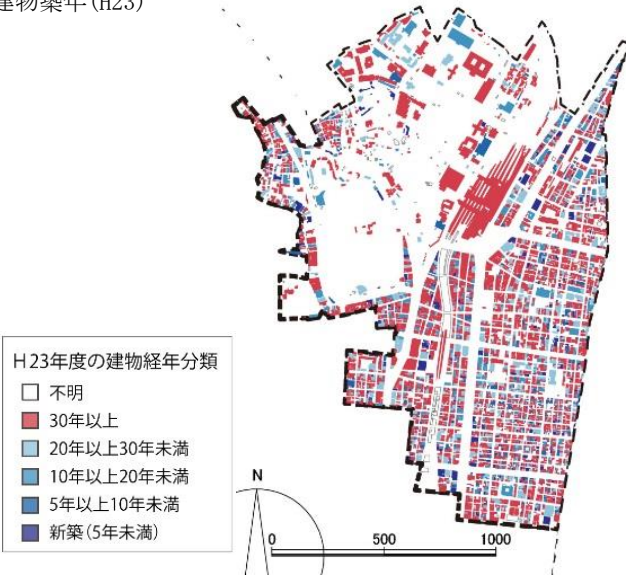 建物築年(H23)
H23年度の建物経年分類
不明
30年以上
20年以上30年未満
10年以上20年未満
5年以上10年未満
新築(5年未満)
N
0 500 1000